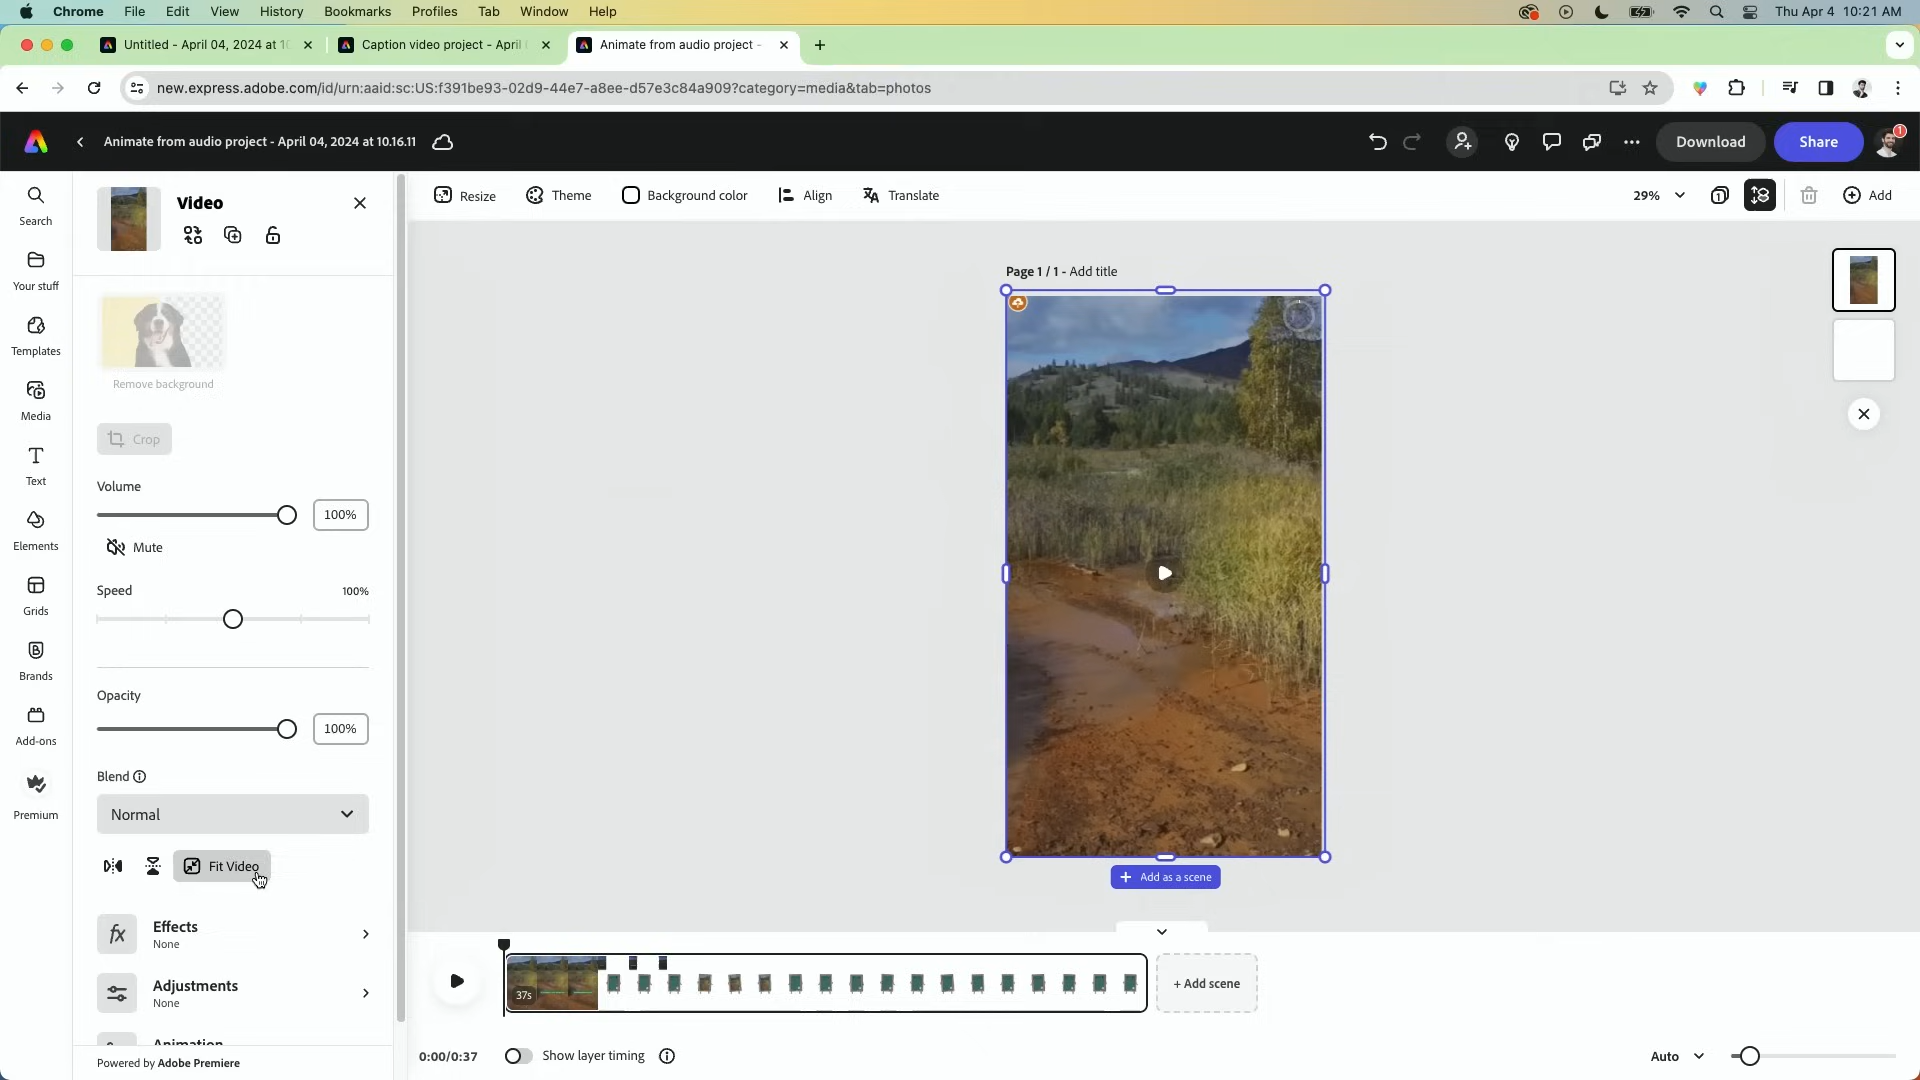 Chrome File Edit View History Bookmarks Profiles Tab Window Help
Thu Apr 4 10:21 AM
Untitled - April 04, 2024 at
Caption video project - April
Animate from audio project -
new.express.adobe.com/id/urn:aaid:sc:US:f391be93-02d9-44e7-a8ee-d57e3c84a909?category=media&tab=photos
Animate from audio project - April 04, 2024 at 10.16.11
Download
Share
1
Search
Your stuff
Templates
Media
Text
Elements
Grids
Brands
Add-ons
Premium
Video
Remove background
Crop
Volume
100%
Mute
Speed
100%
Opacity
100%
Blend
Normal
Fit Video
Effects
None
Adjustments
None
Animation
Powered by Adobe Premiere
Resize
Theme
Background color
Align
Translate
29%
Add
Page 1 / 1 - Add title
+ Add as a scene
37s
+ Add scene
0:00/0:37
Show layer timing
Auto